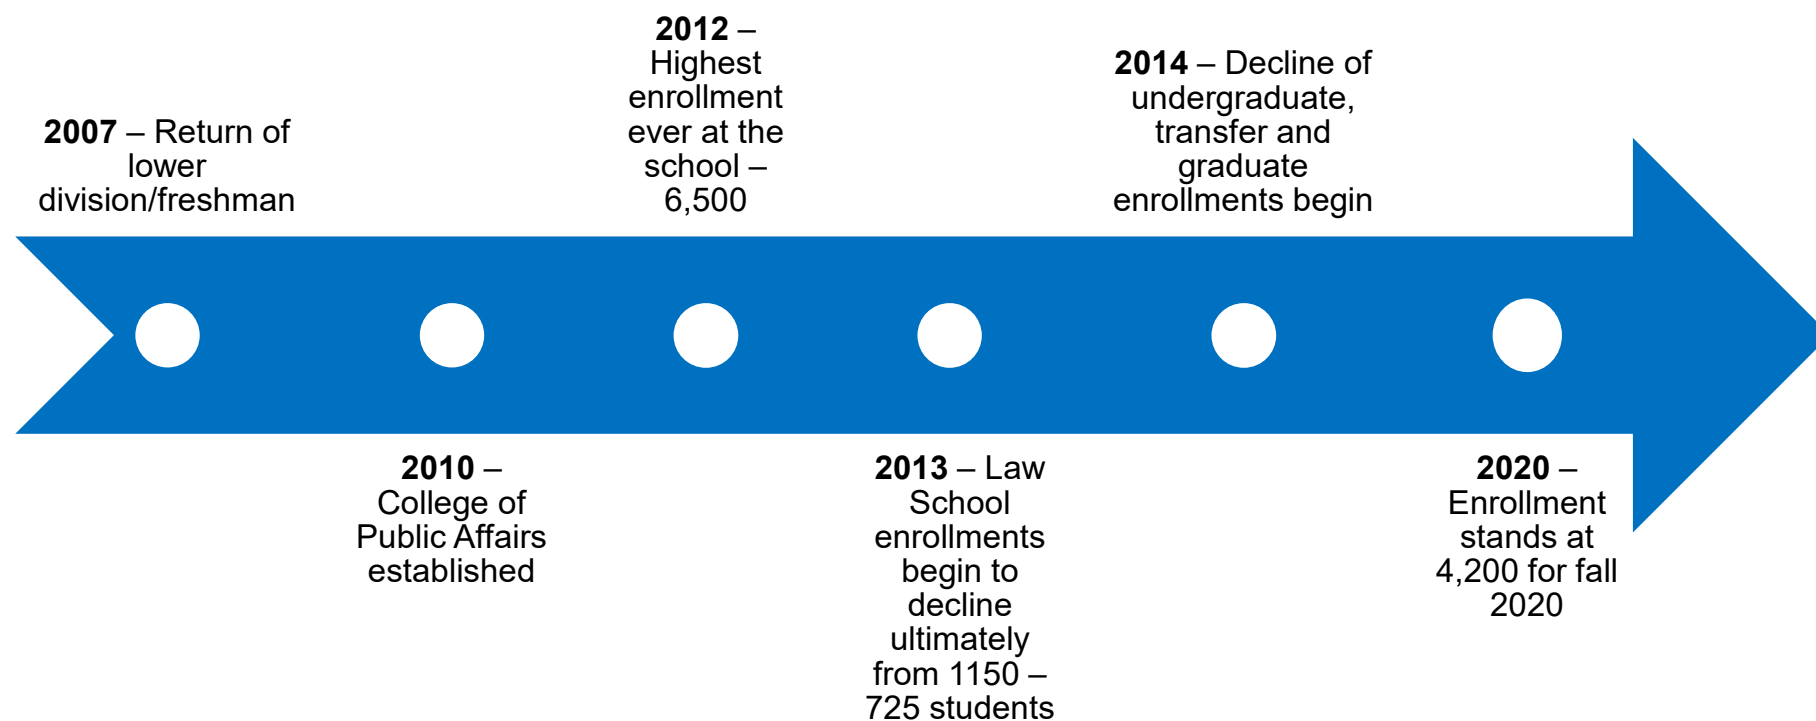 2007 – Return of
lower
division/freshman
2010 –
College of
Public Affairs
established
2012 –
Highest
enrollment
ever at the
school –
6,500
2013 – Law
School
enrollments
begin to
decline
ultimately
from 1150 –
725 students
2014 – Decline of
undergraduate,
transfer and
graduate
enrollments begin
2020 –
Enrollment
stands at
4,200 for fall
2020